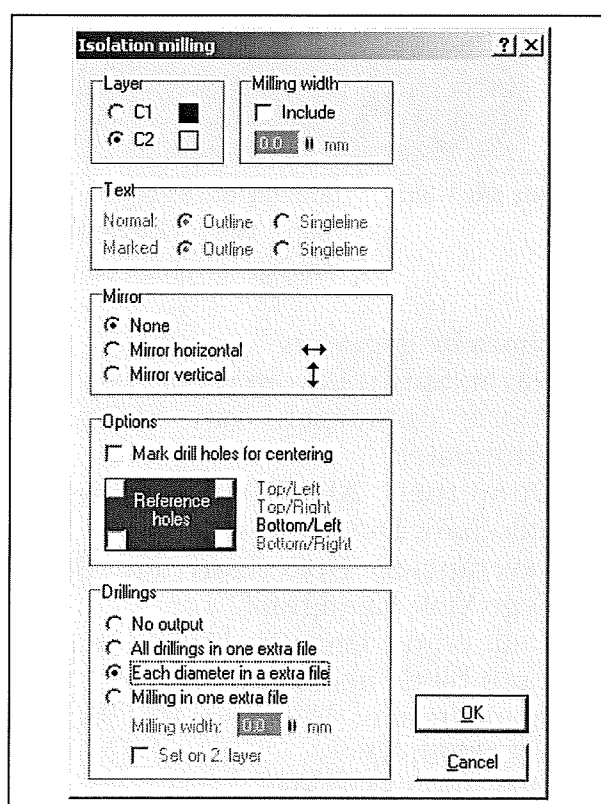 Isolation milling
Layer
C1
C2
Milling width
Include
0.0 mm
Text
Normal: Outline Singleline
Marked Outline Singleline
Mirror
None
Mirror horizontal
Mirror vertical
Options
Mark drill holes for centering
Reference
holes
Top/Left
Top/Right
Bottom/Left
Bottom/Right
Drillings
No output
All drillings in one extra file
Each diameter in a extra file
Milling in one extra file
Milling width: 0.0 mm
Set on 2. layer
OK
Cancel